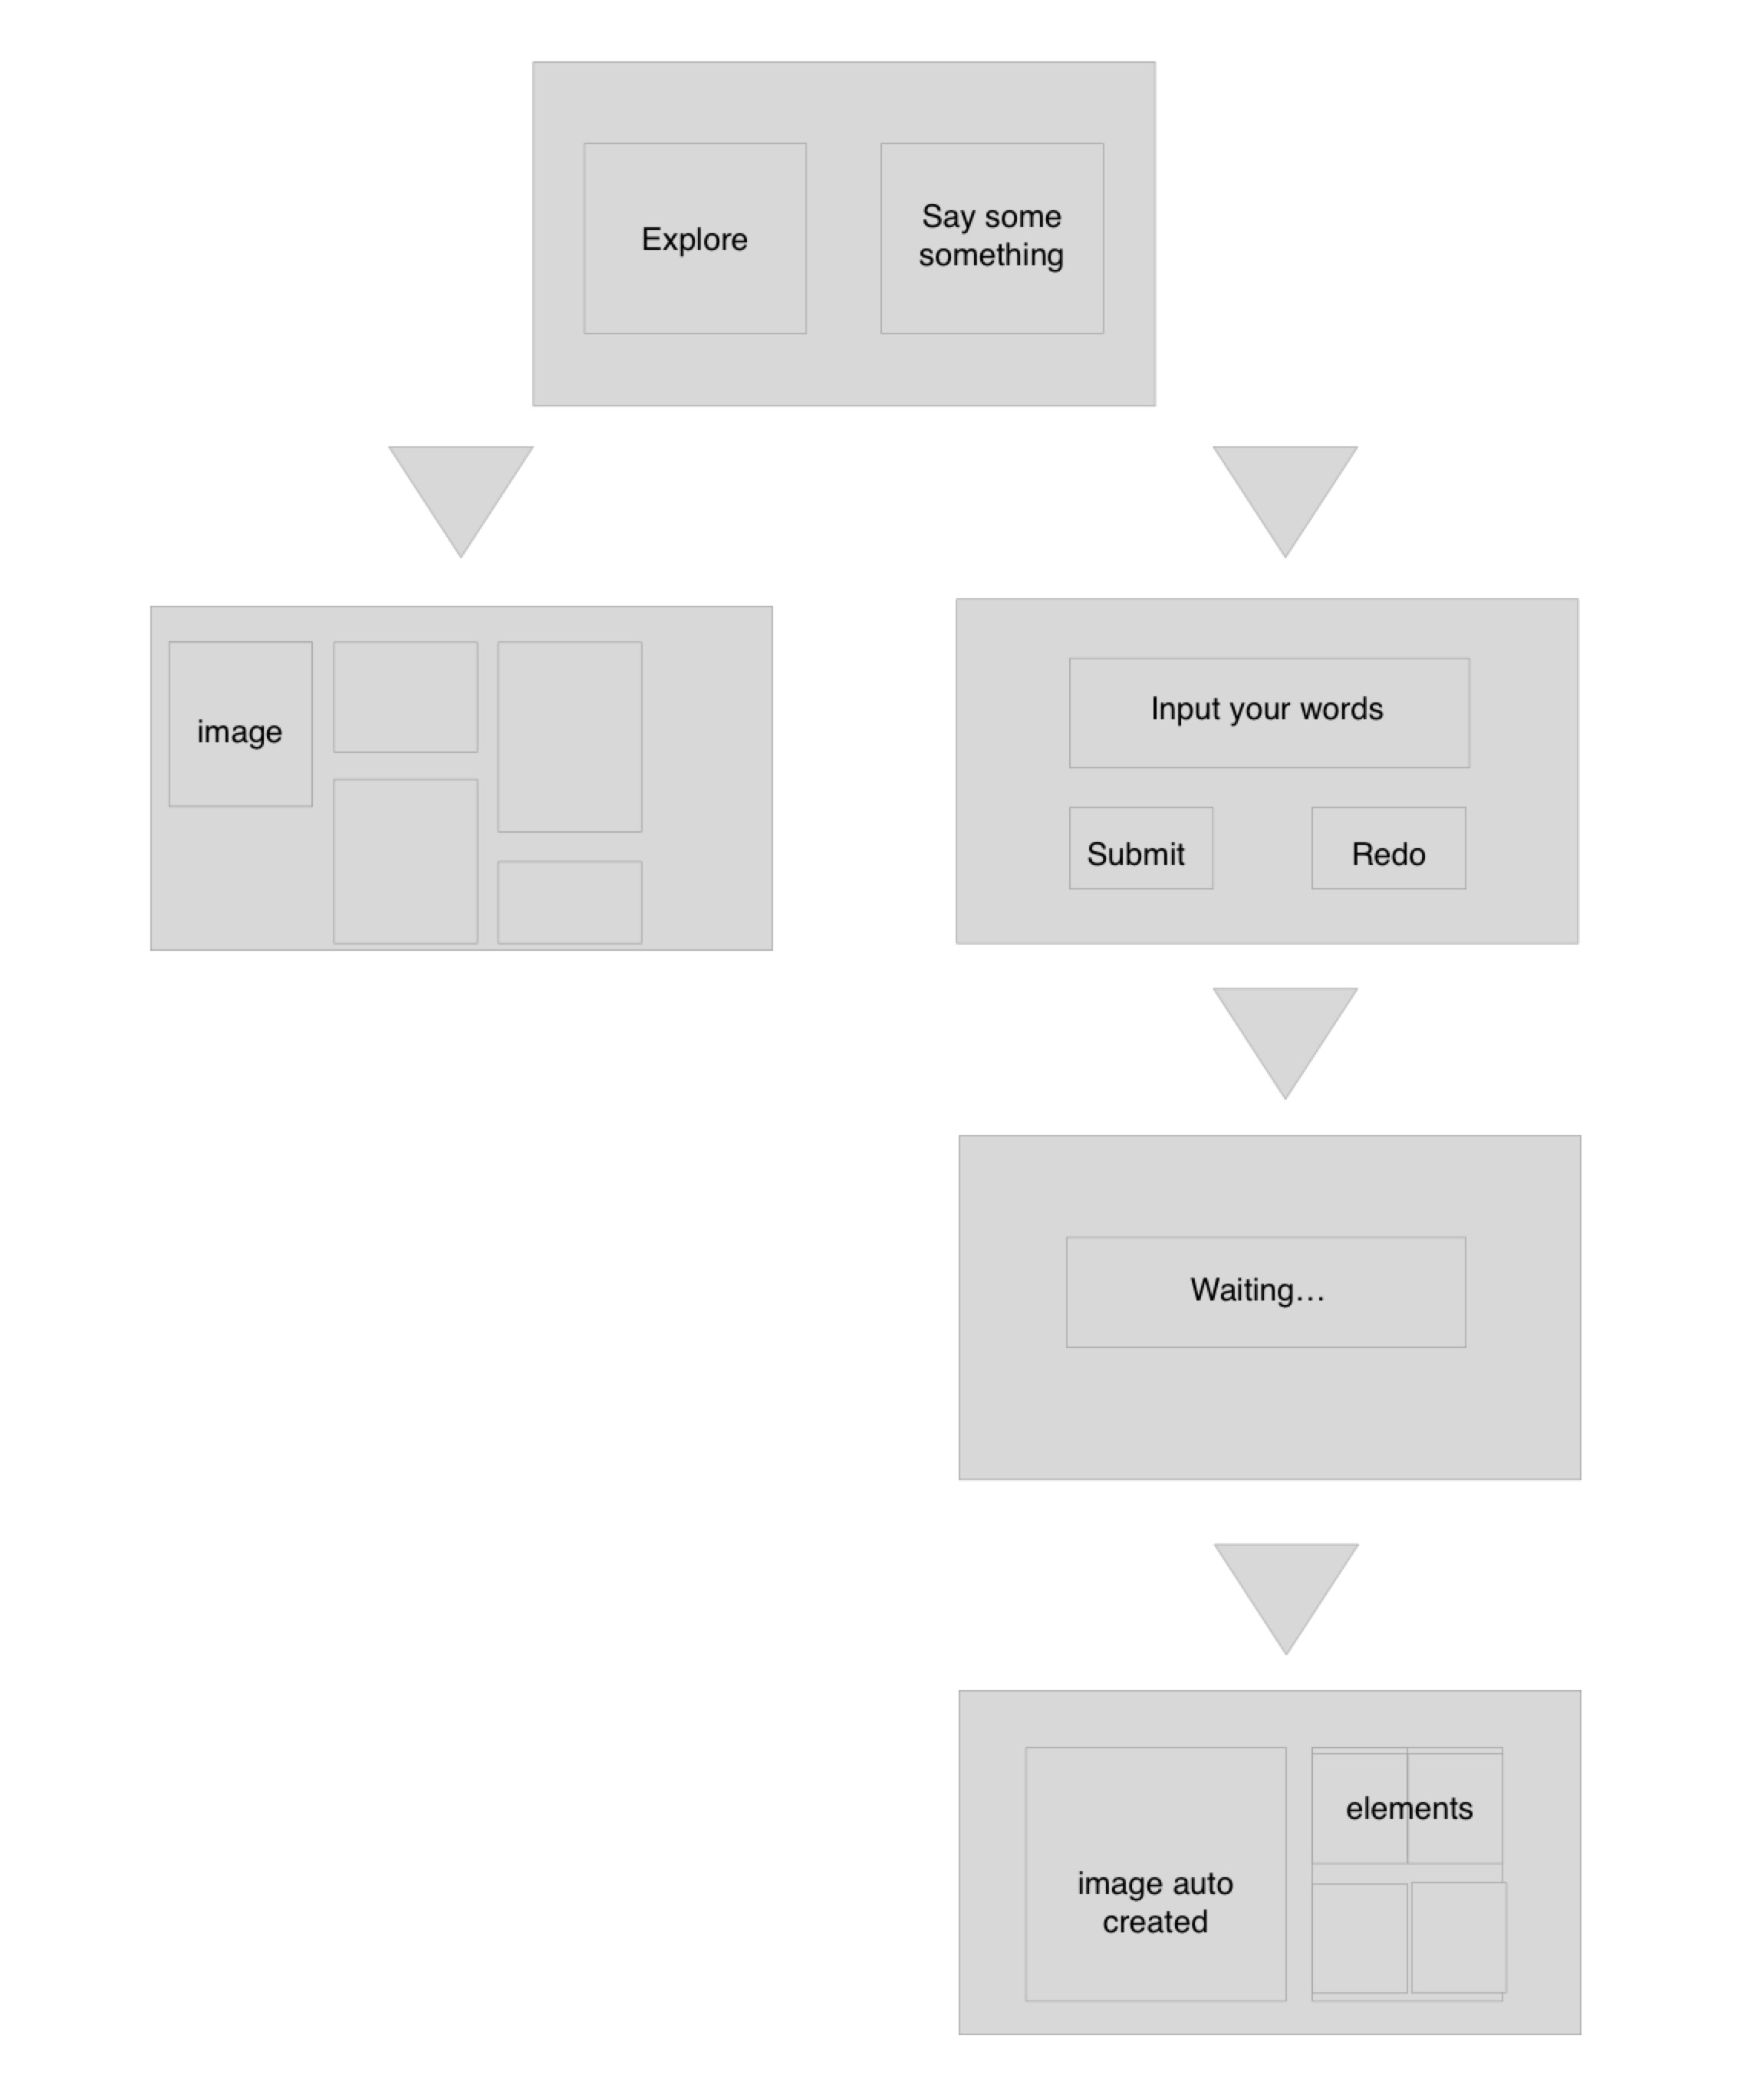 Explore
Say some
something
image
Input your words
Submit
Redo
Waiting…
elements
image auto
created